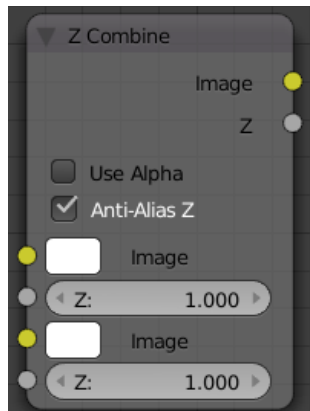 Z Combine
Image
Z
Use Alpha
Anti-Alias Z
Image
Z: 1.000
Image
Z: 1.000